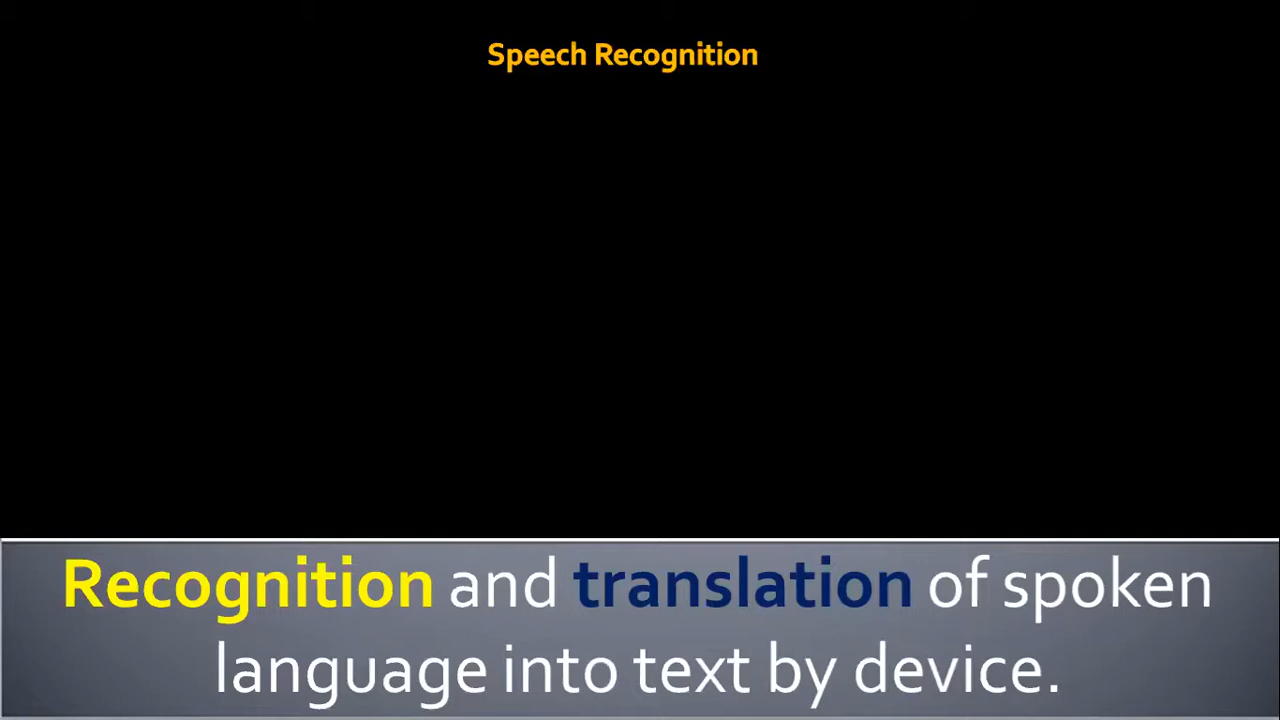 Speech Recognition
Recognition and translation of spoken
language into text by device.